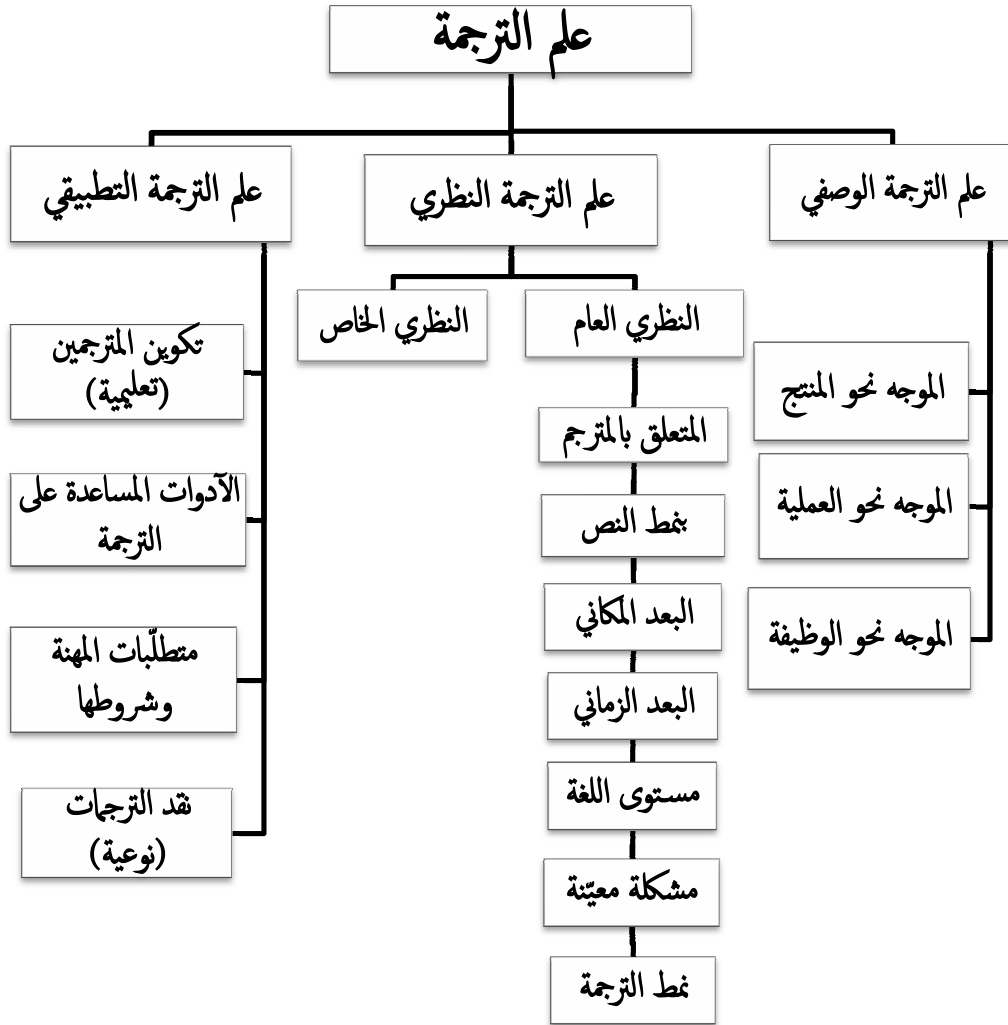 علم الترجمة
علم الترجمة الوصفي
علم الترجمة النظري
علم الترجمة التطبيقي
الموجه نحو المنتج
الموجه نحو العملية
الموجه نحو الوظيفة
النظري العام
النظري الخاص
المتعلق بالمترجم
بنمط النص
البعد المكاني
البعد الزماني
مستوى اللغة
مشكلة معيّنة
نمط الترجمة
تكوين المترجمين
(تعليمية)
الآدوات المساعدة على
الترجمة
متطلّبات المهنة
وشروطها
نقد الترجمات
(نوعية)